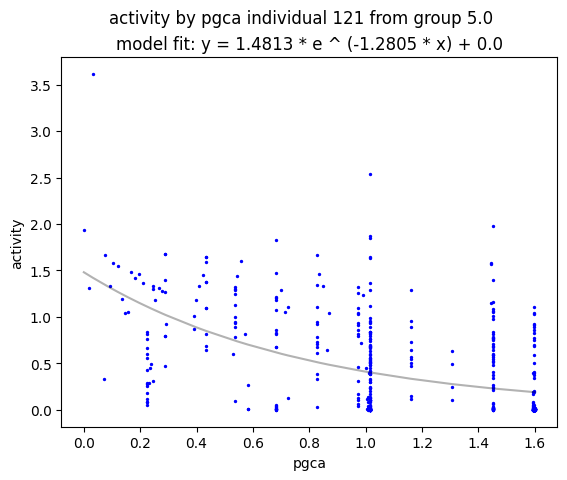 activity by pgca individual 121 from group 5.0
model fit: y = 1.4813 * e ^ (-1.2805 * x) + 0.0
3.5
3.0
2.5
2.0
1.5
1.0
0.5
0.0
activity
0.0 0.2 0.4 0.6 0.8 1.0 1.2 1.4 1.6
pgca